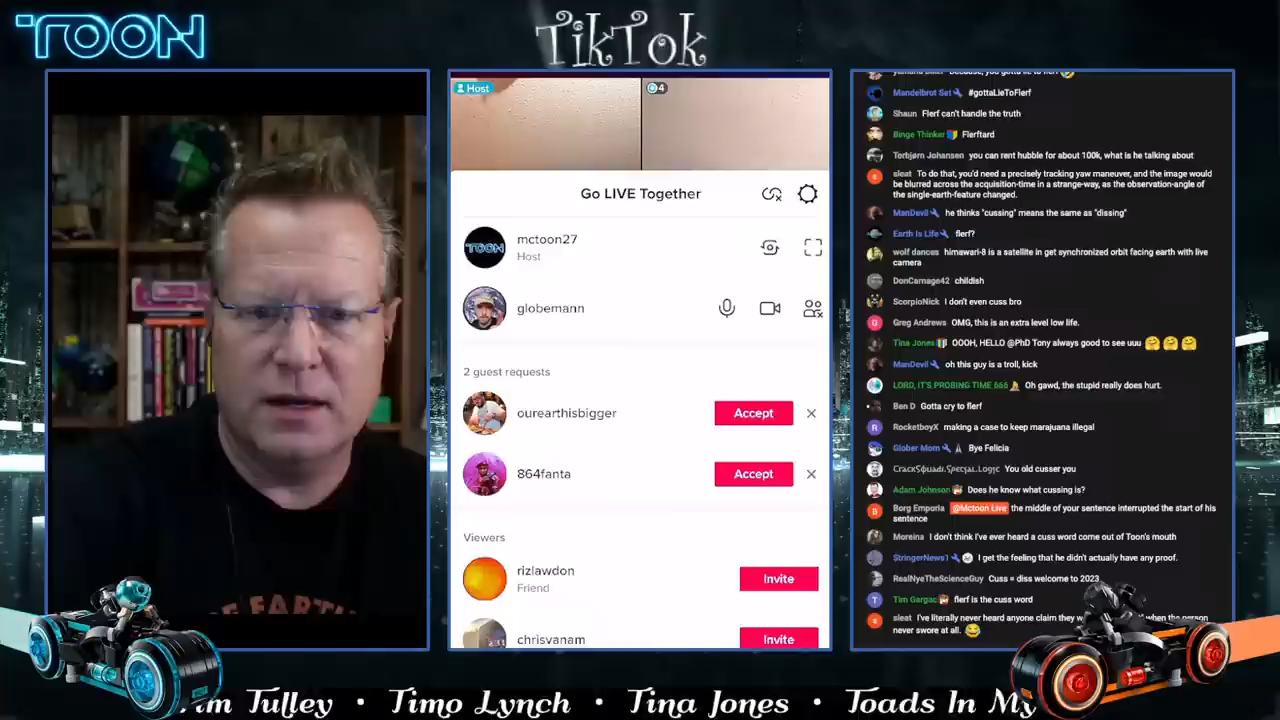 TOON
TikTok
Host
4
Go LIVE Together
mctoon27
Host
TOON
globemann
2 guest requests
ourearthisbigger
Accept
864fanta
Accept
Viewers
rizlawdon
Friend
Invite
chrisvanam
Invite
Mandelbrot Set #gottaLieToFlerf
Shaun Flerf can't handle the truth
Binge Thinker Flerftard
Torbjørn Johansen you can rent hubble for about 100k, what is he talking about
sleat To do that, you'd need a precisely tracking yaw maneuver, and the image would
be blurred across the acquisition-time in a strange-way, as the observation-angle of
the single-earth-feature changed.
ManDevil he thinks "cussing" means the same as "dissing"
Earth Is Life flerf?
wolf dances himawari-8 is a satellite in get synchronized orbit facing earth with live
camera
DonCamage42 childish
ScorpioNick I don't even cuss bro
Greg Andrews OMG, this is an extra level low life.
Tina Jones OOOH, HELLO @PhD Tony always good to see uuu
ManDevil oh this guy is a troll, kick
LORD, IT'S PROBING TIME 666 Oh gawd, the stupid really does hurt.
Ben D Gotta cry to flerf
RocketboyX making a case to keep marajuana illegal
Glober Mom Bye Felicia
You old cusser you
Adam Johnson Does he know what cussing is?
Borg Emporia @Mctoon Live the middle of your sentence interrupted the start of his
sentence
Moreina I don't think I've ever heard a cuss word come out of Toon's mouth
StringerNews1 I get the feeling that he didn't actually have any proof.
RealNyeTheScienceGuy Cuss = diss welcome to 2023
Tim Gargac flerf is the cuss word
sleat I've literally never heard anyone claim they w when the person
never swore at all.
Tulley • Timo Lynch • Tina Jones • Toads In My